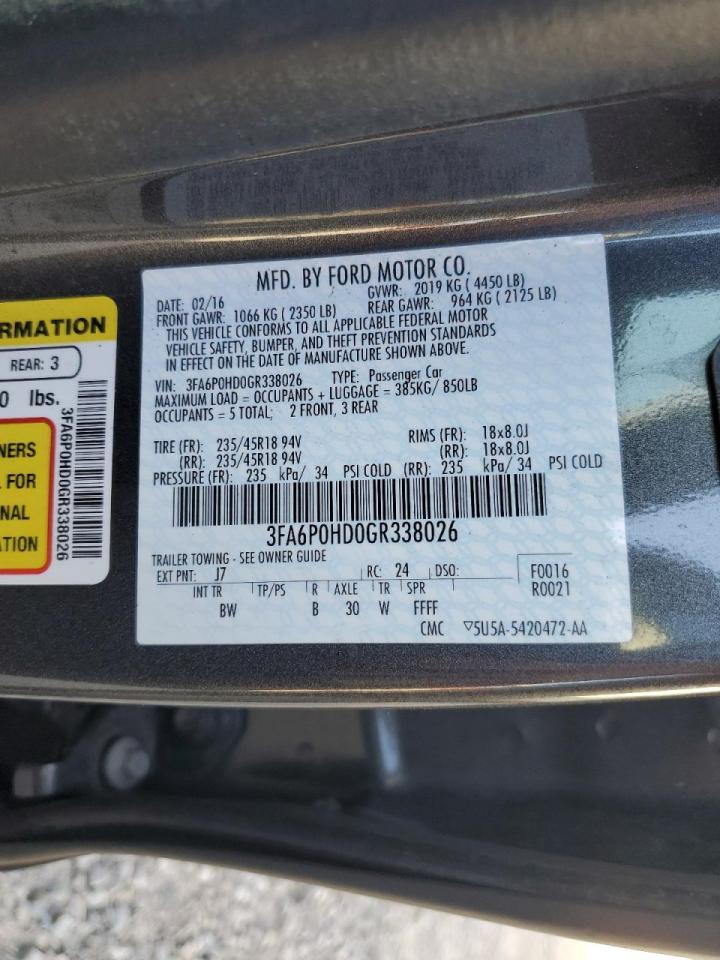 MFD. BY FORD MOTOR CO.
DATE: 02/16 GVWR: 2019 KG ( 4450 LB)
FRONT GAWR: 1066 KG ( 2350 LB) REAR GAWR: 964 KG ( 2125 LB)
THIS VEHICLE CONFORMS TO ALL APPLICABLE FEDERAL MOTOR
VEHICLE SAFETY, BUMPER, AND THEFT PREVENTION STANDARDS
IN EFFECT ON THE DATE OF MANUFACTURE SHOWN ABOVE.
VIN: 3FA6P0HD0GR338026 TYPE: Passenger Car
MAXIMUM LOAD = OCCUPANTS + LUGGAGE = 385KG/ 850LB
OCCUPANTS = 5 TOTAL; 2 FRONT, 3 REAR
TIRE (FR): 235/45R18 94V RIMS (FR): 18x8.0J
(RR): 235/45R18 94V (RR): 18x8.0J
PRESSURE (FR): 235 kPa/ 34 PSI COLD (RR): 235 kPa/ 34 PSI COLD
3FA6P0HD0GR338026
TRAILER TOWING - SEE OWNER GUIDE
EXT PNT: J7 RC: 24 DSO: F0016
INT TR TP/PS R AXLE TR SPR R0021
BW B 30 W FFFF
CMC ▽5U5A-5420472-AA
ORMATION
REAR: 3
0 lbs.
NERS
L FOR
NAL
ATION
3FA6P0HD0GR338026